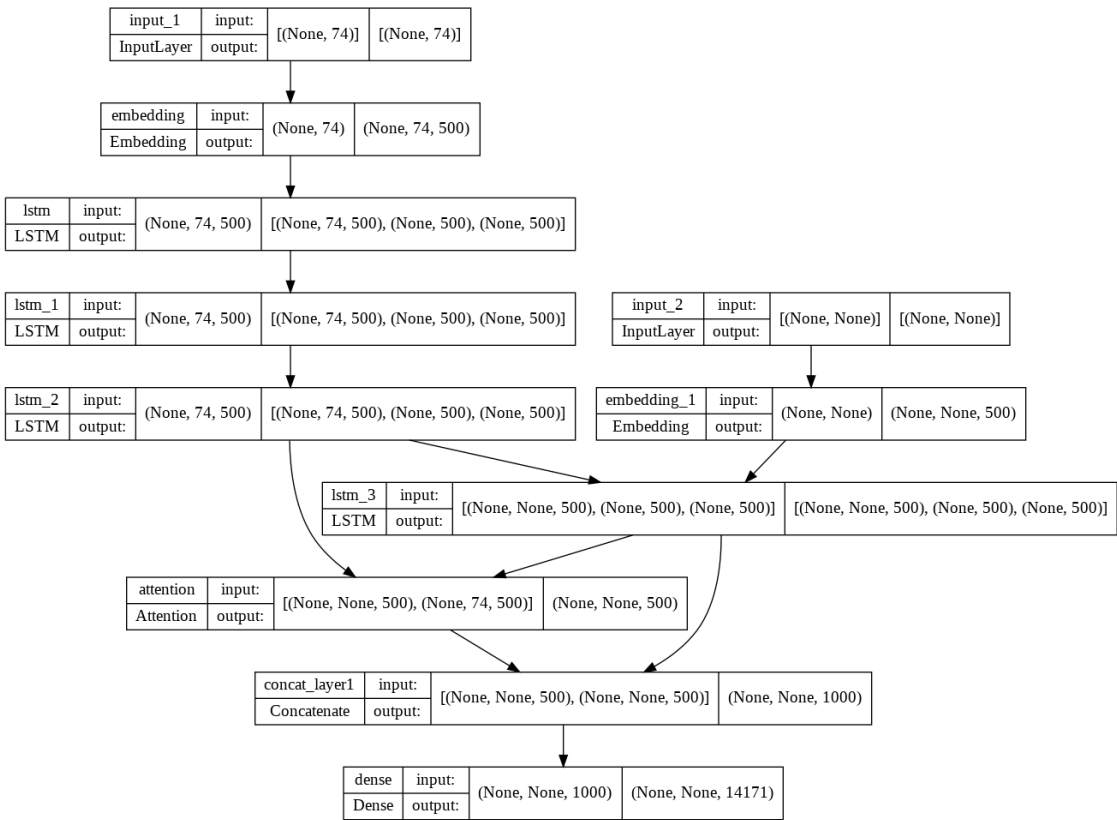 input_1 input: [(None, 74)] [(None, 74)]
InputLayer output:
embedding input: (None, 74) (None, 74, 500)
Embedding output:
lstm input: (None, 74, 500) [(None, 74, 500), (None, 500), (None, 500)]
LSTM output:
lstm_1 input: (None, 74, 500) [(None, 74, 500), (None, 500), (None, 500)]
LSTM output:
input_2 input: [(None, None)] [(None, None)]
InputLayer output:
lstm_2 input: (None, 74, 500) [(None, 74, 500), (None, 500), (None, 500)]
LSTM output:
embedding_1 input: (None, None) (None, None, 500)
Embedding output:
lstm_3 input: [(None, None, 500), (None, 500), (None, 500)] [(None, None, 500), (None, 500), (None, 500)]
LSTM output:
attention input: [(None, None, 500), (None, 74, 500)] (None, None, 500)
Attention output:
concat_layer1 input: [(None, None, 500), (None, None, 500)] (None, None, 1000)
Concatenate output:
dense input: (None, None, 1000) (None, None, 14171)
Dense output: